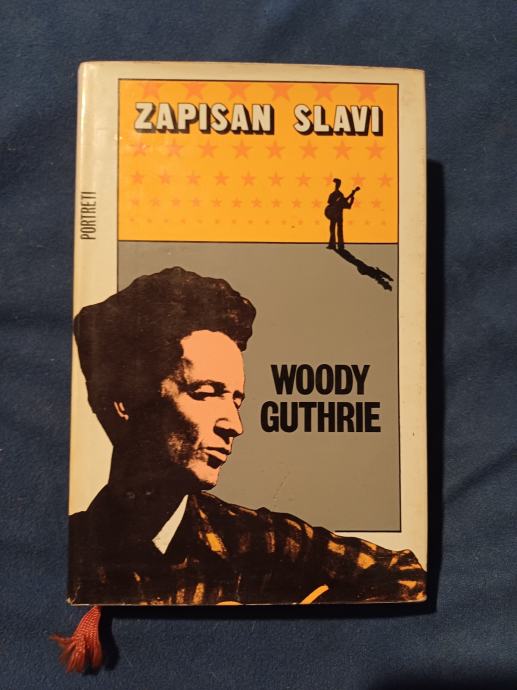 ZAPISAN SLAVI
PORTRETI
WOODY
GUTHRIE